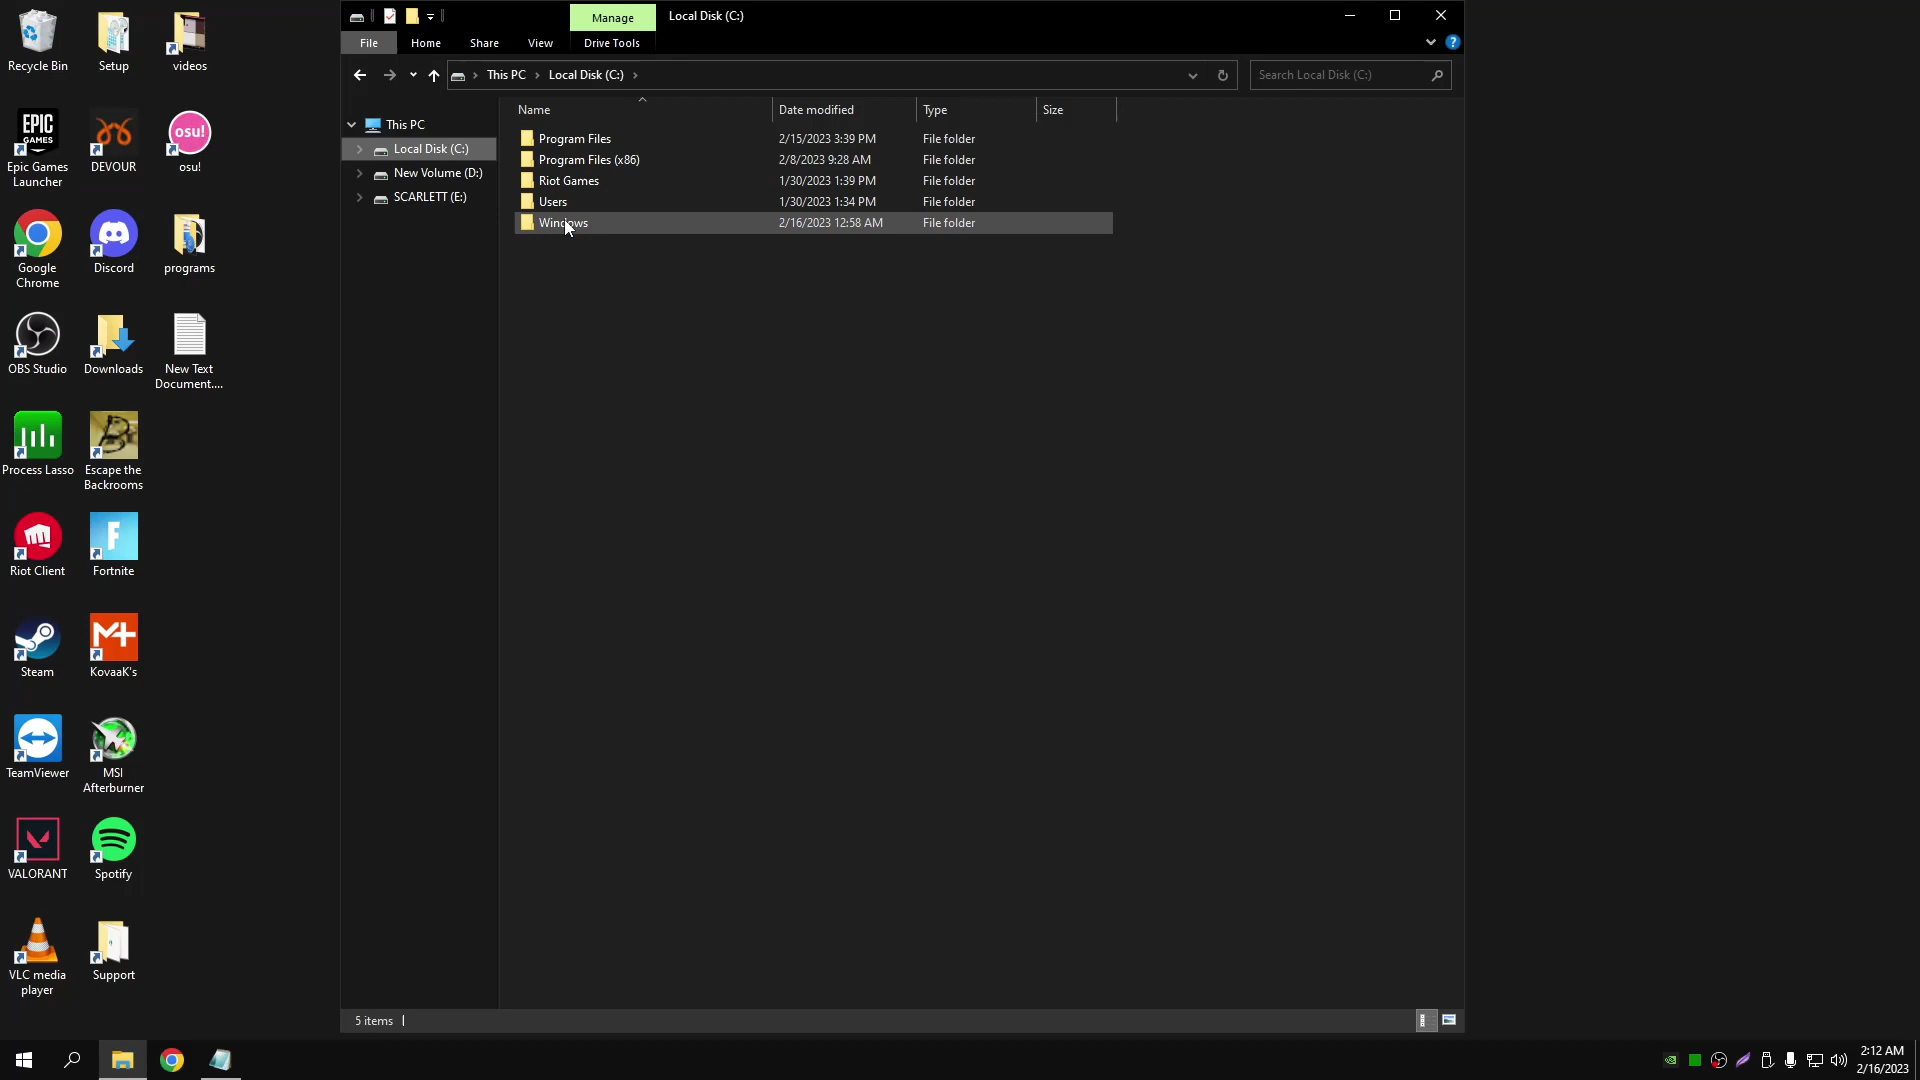 Recycle Bin
Setup
videos
EPIC
GAMES
Epic Games
Launcher
DEVOUR
osu!
osu!
Google
Chrome
Discord
programs
OBS Studio
Downloads
New Text
Document....
Process Lasso
Escape the
Backrooms
Riot Client
F
Fortnite
Steam
KovaaK's
TeamViewer
MSI
Afterburner
VALORANT
Spotify
VLC media
player
Support
Manage
Local Disk (C:)
File
Home
Share
View
Drive Tools
This PC
Local Disk (C:)
Search Local Disk (C:)
This PC
Local Disk (C:)
New Volume (D:)
SCARLETT (E:)
Name Date modified Type Size
Program Files 2/15/2023 3:39 PM File folder
Program Files (x86) 2/8/2023 9:28 AM File folder
Riot Games 1/30/2023 1:39 PM File folder
Users 1/30/2023 1:34 PM File folder
Windows 2/16/2023 12:58 AM File folder
5 items
2:12 AM
2/16/2023